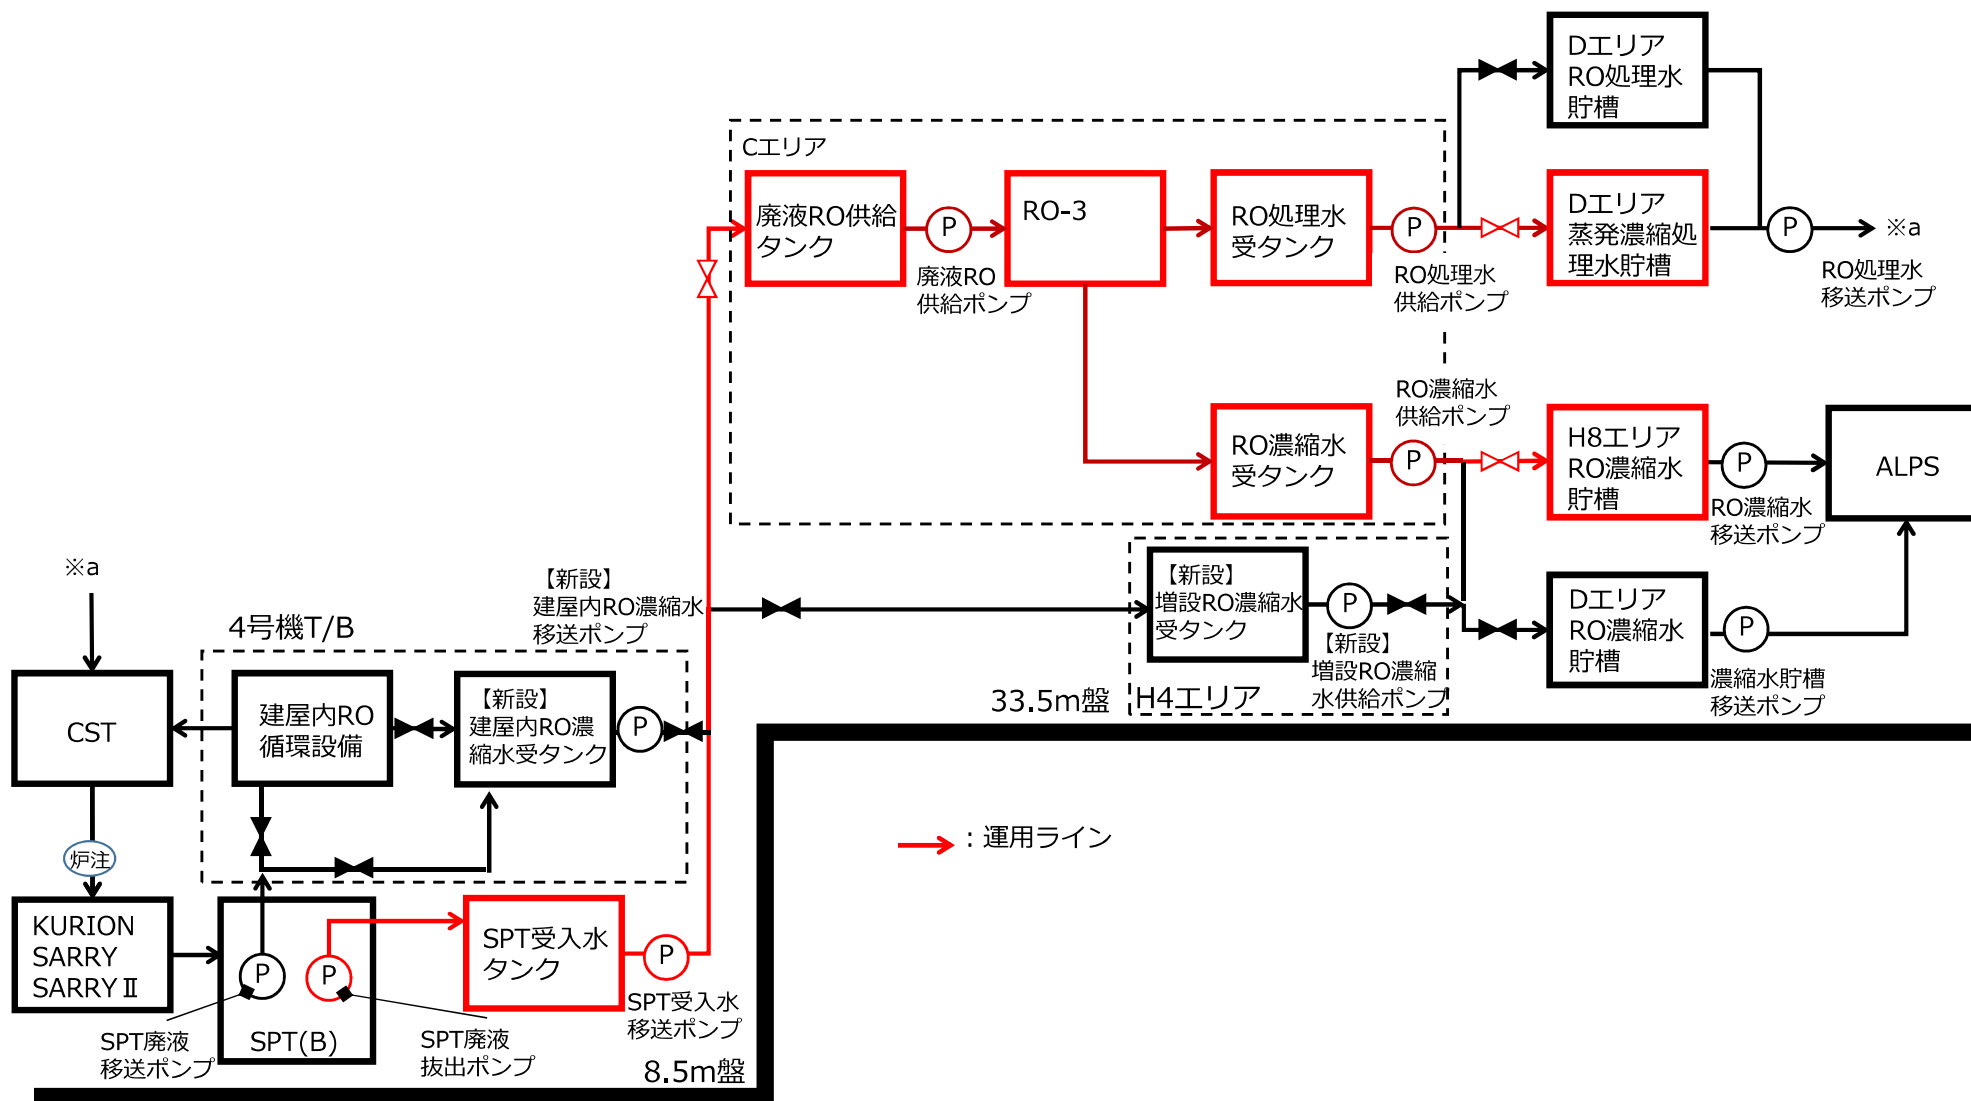 Dエリア
RO処理水
貯槽
Cエリア
廃液RO供給
タンク
P
廃液RO
供給ポンプ
RO-3
RO処理水
受タンク
P
RO処理水
供給ポンプ
Dエリア
蒸発濃縮処
理水貯槽
P
※a
RO処理水
移送ポンプ
RO濃縮水
供給ポンプ
RO濃縮水
受タンク
P
H8エリア
RO濃縮水
貯槽
P
RO濃縮水
移送ポンプ
ALPS
※a
【新設】
建屋内RO濃縮水
移送ポンプ
【新設】
増設RO濃縮水
受タンク
P
【新設】
増設RO濃縮
水供給ポンプ
H4エリア
Dエリア
RO濃縮水
貯槽
P
濃縮水貯槽
移送ポンプ
33.5m盤
4号機T/B
CST
建屋内RO
循環設備
【新設】
建屋内RO濃
縮水受タンク
P
炉注
:運用ライン
KURION
SARRY
SARRYⅡ
P
P
SPT(B)
SPT廃液
移送ポンプ
SPT廃液
抜出ポンプ
SPT受入水
タンク
P
SPT受入水
移送ポンプ
8.5m盤